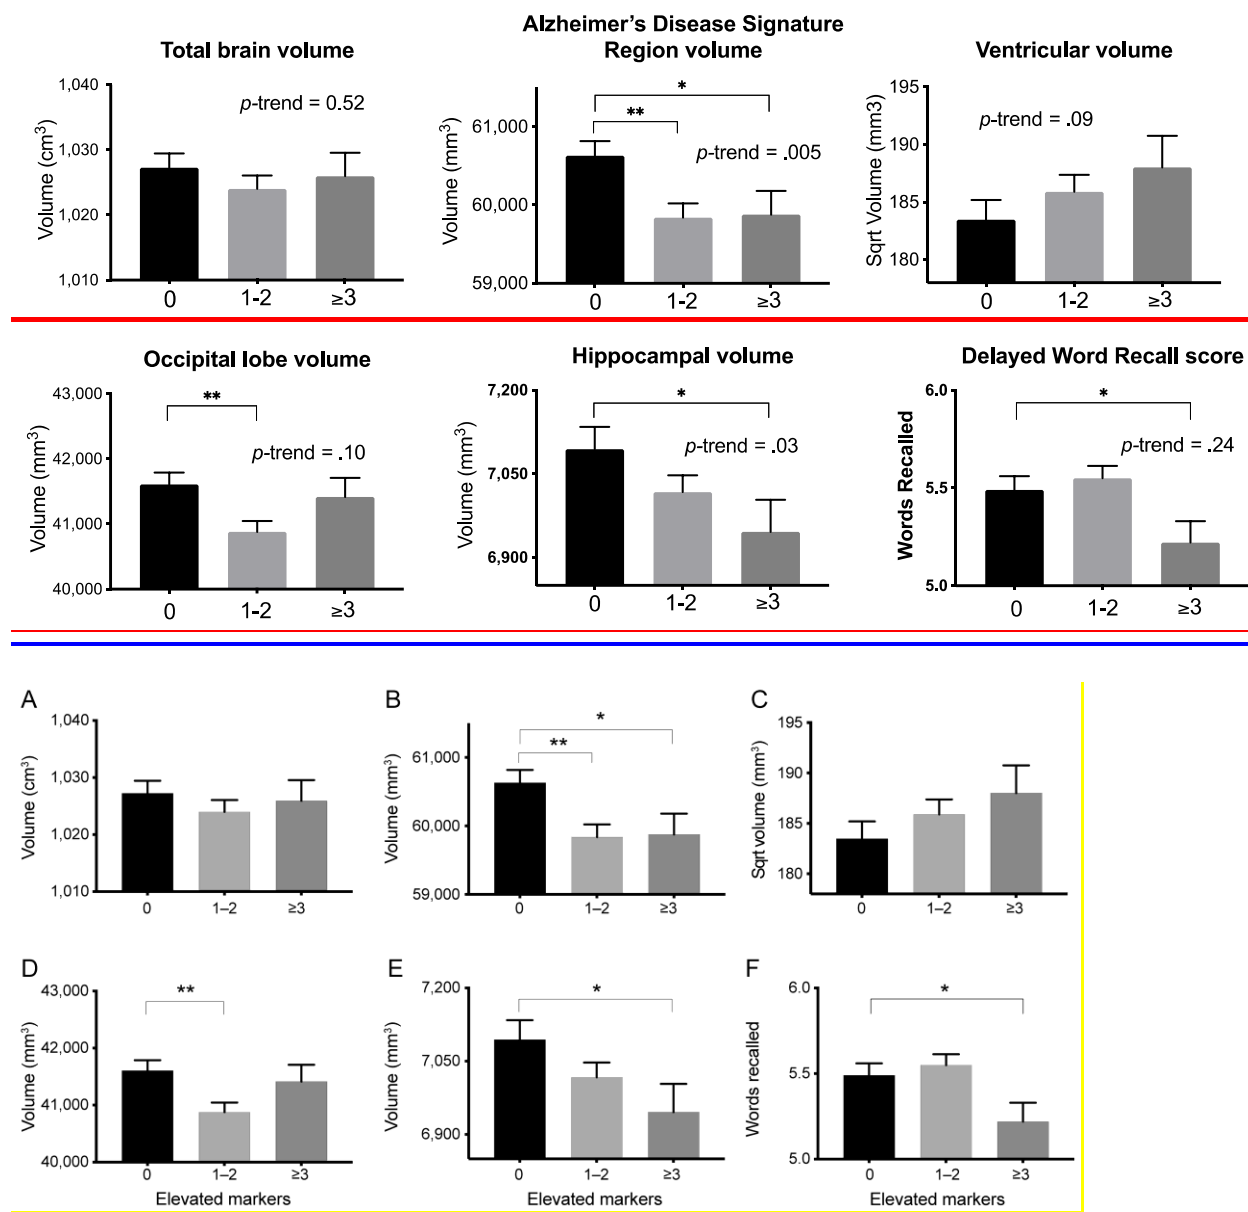 Total brain volume
1,040
1,030
1,020
1,010
Volume (cm³)
p-trend = 0.52
0 1-2 ≥3
Alzheimer's Disease Signature
Region volume
61,000
60,000
59,000
Volume (mm³)
*
**
p-trend = .005
0 1-2 ≥3
Ventricular volume
195
190
185
180
Sqrt Volume (mm3)
p-trend = .09
0 1-2 ≥3
Occipital lobe volume
43,000
42,000
41,000
40,000
Volume (mm³)
**
p-trend = .10
0 1-2 ≥3
Hippocampal volume
7,200
7,050
6,900
Volume (mm³)
*
p-trend = .03
0 1-2 ≥3
Delayed Word Recall score
6.0
5.5
5.0
Words Recalled
*
p-trend = .24
0 1-2 ≥3
A
1,040
1,030
1,020
1,010
Volume (cm³)
0 1–2 ≥3
B
61,000
60,000
59,000
Volume (mm³)
*
**
0 1–2 ≥3
C
195
190
185
180
Sqrt volume (mm³)
0 1–2 ≥3
D
43,000
42,000
41,000
40,000
Volume (mm³)
**
0 1–2 ≥3
Elevated markers
E
7,200
7,050
6,900
Volume (mm³)
*
0 1–2 ≥3
Elevated markers
F
6.0
5.5
5.0
Words recalled
*
0 1–2 ≥3
Elevated markers